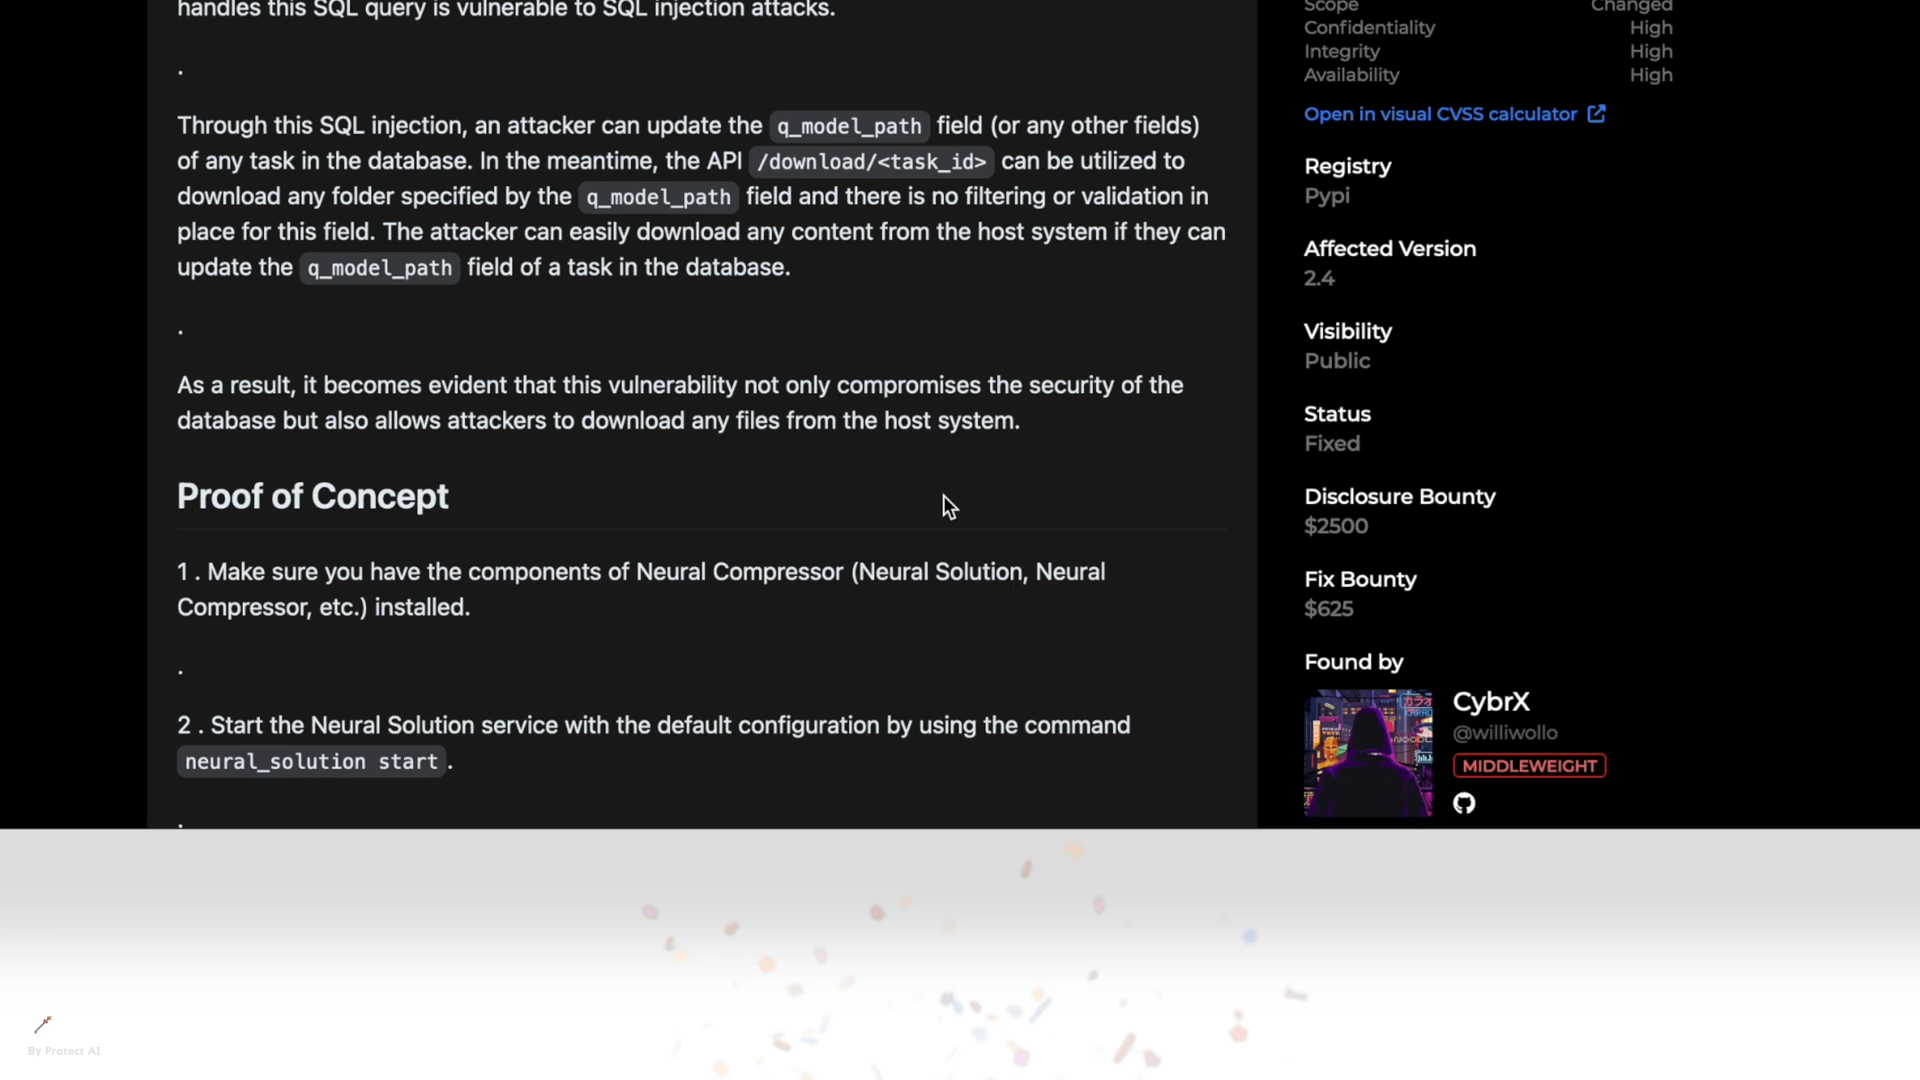 handles this SQL query is vulnerable to SQL injection attacks.
.
Through this SQL injection, an attacker can update the q_model_path field (or any other fields)
of any task in the database. In the meantime, the API /download/<task_id> can be utilized to
download any folder specified by the q_model_path field and there is no filtering or validation in
place for this field. The attacker can easily download any content from the host system if they can
update the q_model_path field of a task in the database.
.
As a result, it becomes evident that this vulnerability not only compromises the security of the
database but also allows attackers to download any files from the host system.
Proof of Concept
1 . Make sure you have the components of Neural Compressor (Neural Solution, Neural
Compressor, etc.) installed.
.
2 . Start the Neural Solution service with the default configuration by using the command
neural_solution start .
.
Scope Changed
Confidentiality High
Integrity High
Availability High
Open in visual CVSS calculator
Registry
Pypi
Affected Version
2.4
Visibility
Public
Status
Fixed
Disclosure Bounty
$2500
Fix Bounty
$625
Found by
CybrX
@williwollo
MIDDLEWEIGHT
By Protect AI